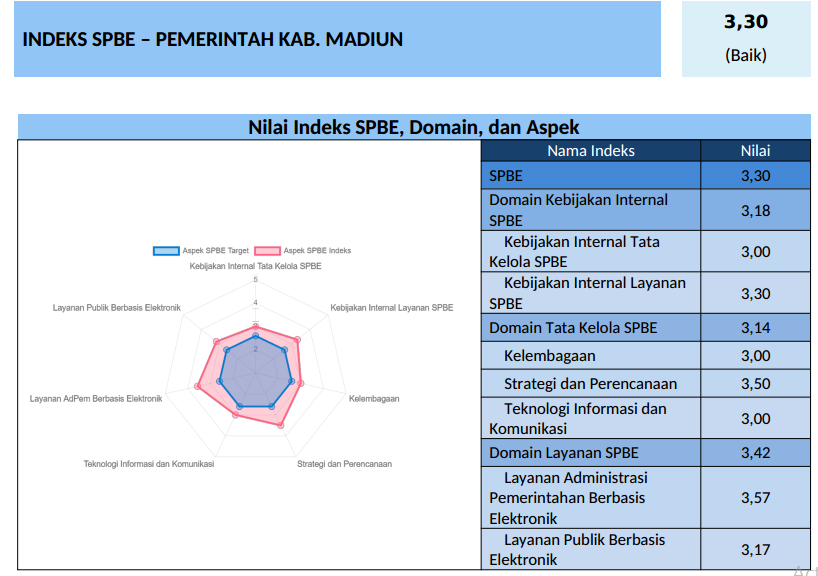 INDEKS SPBE – PEMERINTAH KAB. MADIUN
3,30
(Baik)
Nilai Indeks SPBE, Domain, dan Aspek
Aspek SPBE Target
Aspek SPBE Indeks
Kebijakan Internal Tata Kelola SPBE
5
4
3
2
Layanan Publik Berbasis Elektronik
Kebijakan Internal Layanan SPBE
Layanan AdPem Berbasis Elektronik
Kelembagaan
Teknologi Informasi dan Komunikasi
Strategi dan Perencanaan
Nama Indeks
Nilai
SPBE
3,30
Domain Kebijakan Internal
SPBE
3,18
Kebijakan Internal Tata
Kelola SPBE
3,00
Kebijakan Internal Layanan
SPBE
3,30
Domain Tata Kelola SPBE
3,14
Kelembagaan
3,00
Strategi dan Perencanaan
3,50
Teknologi Informasi dan
Komunikasi
3,00
Domain Layanan SPBE
3,42
Layanan Administrasi
Pemerintahan Berbasis
Elektronik
3,57
Layanan Publik Berbasis
Elektronik
3,17